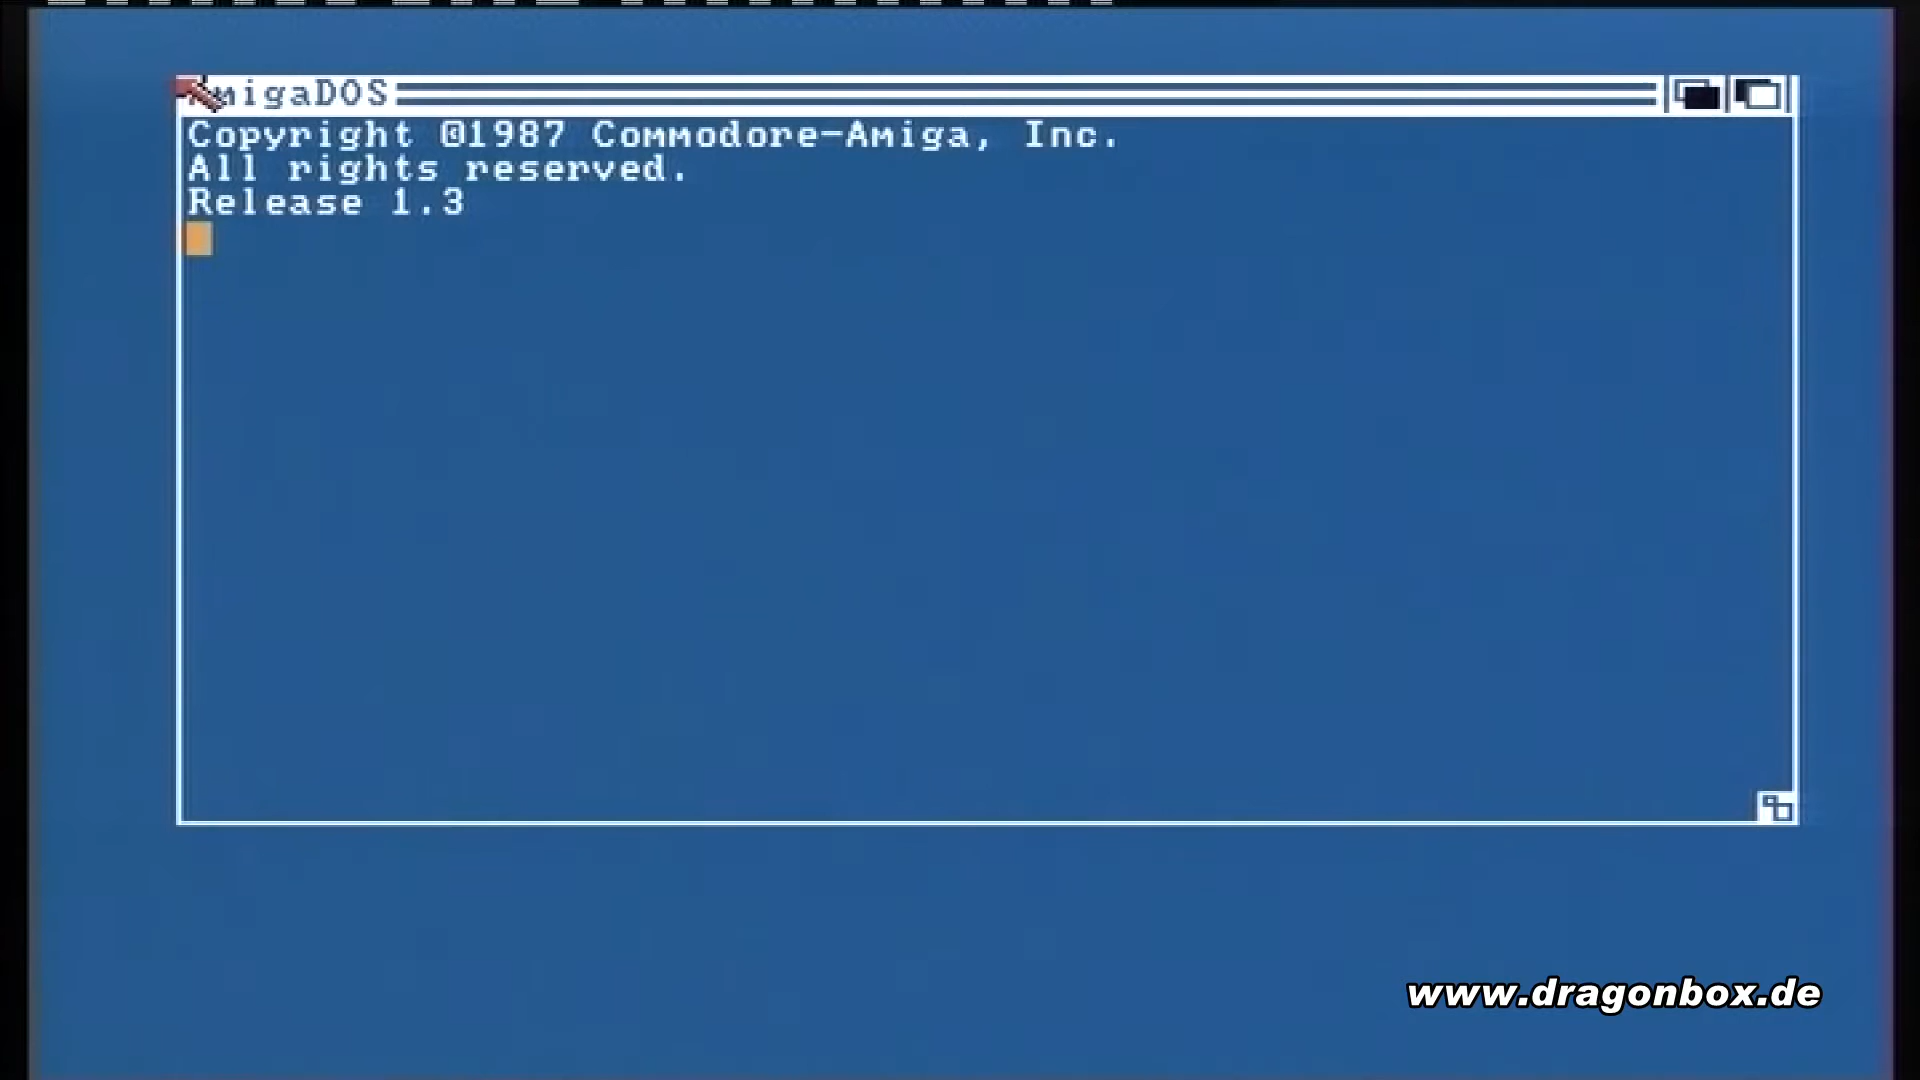 AmigaDOS
Copyright ©1987 Commodore-Amiga, Inc.
All rights reserved.
Release 1.3
www.dragonbox.de